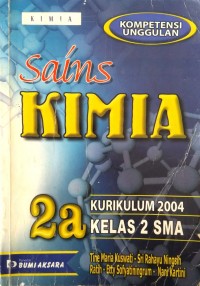 KIMIA
KOMPETENSI
UNGGULAN
Sains
KIMIA
2a
KURIKULUM 2004
KELAS 2 SMA
Tine Maria Kuswati - Sri Rahayu Ningsih
Ratih - Etty Sofyatiningrum - Nani Kartini
BUMI AKSARA